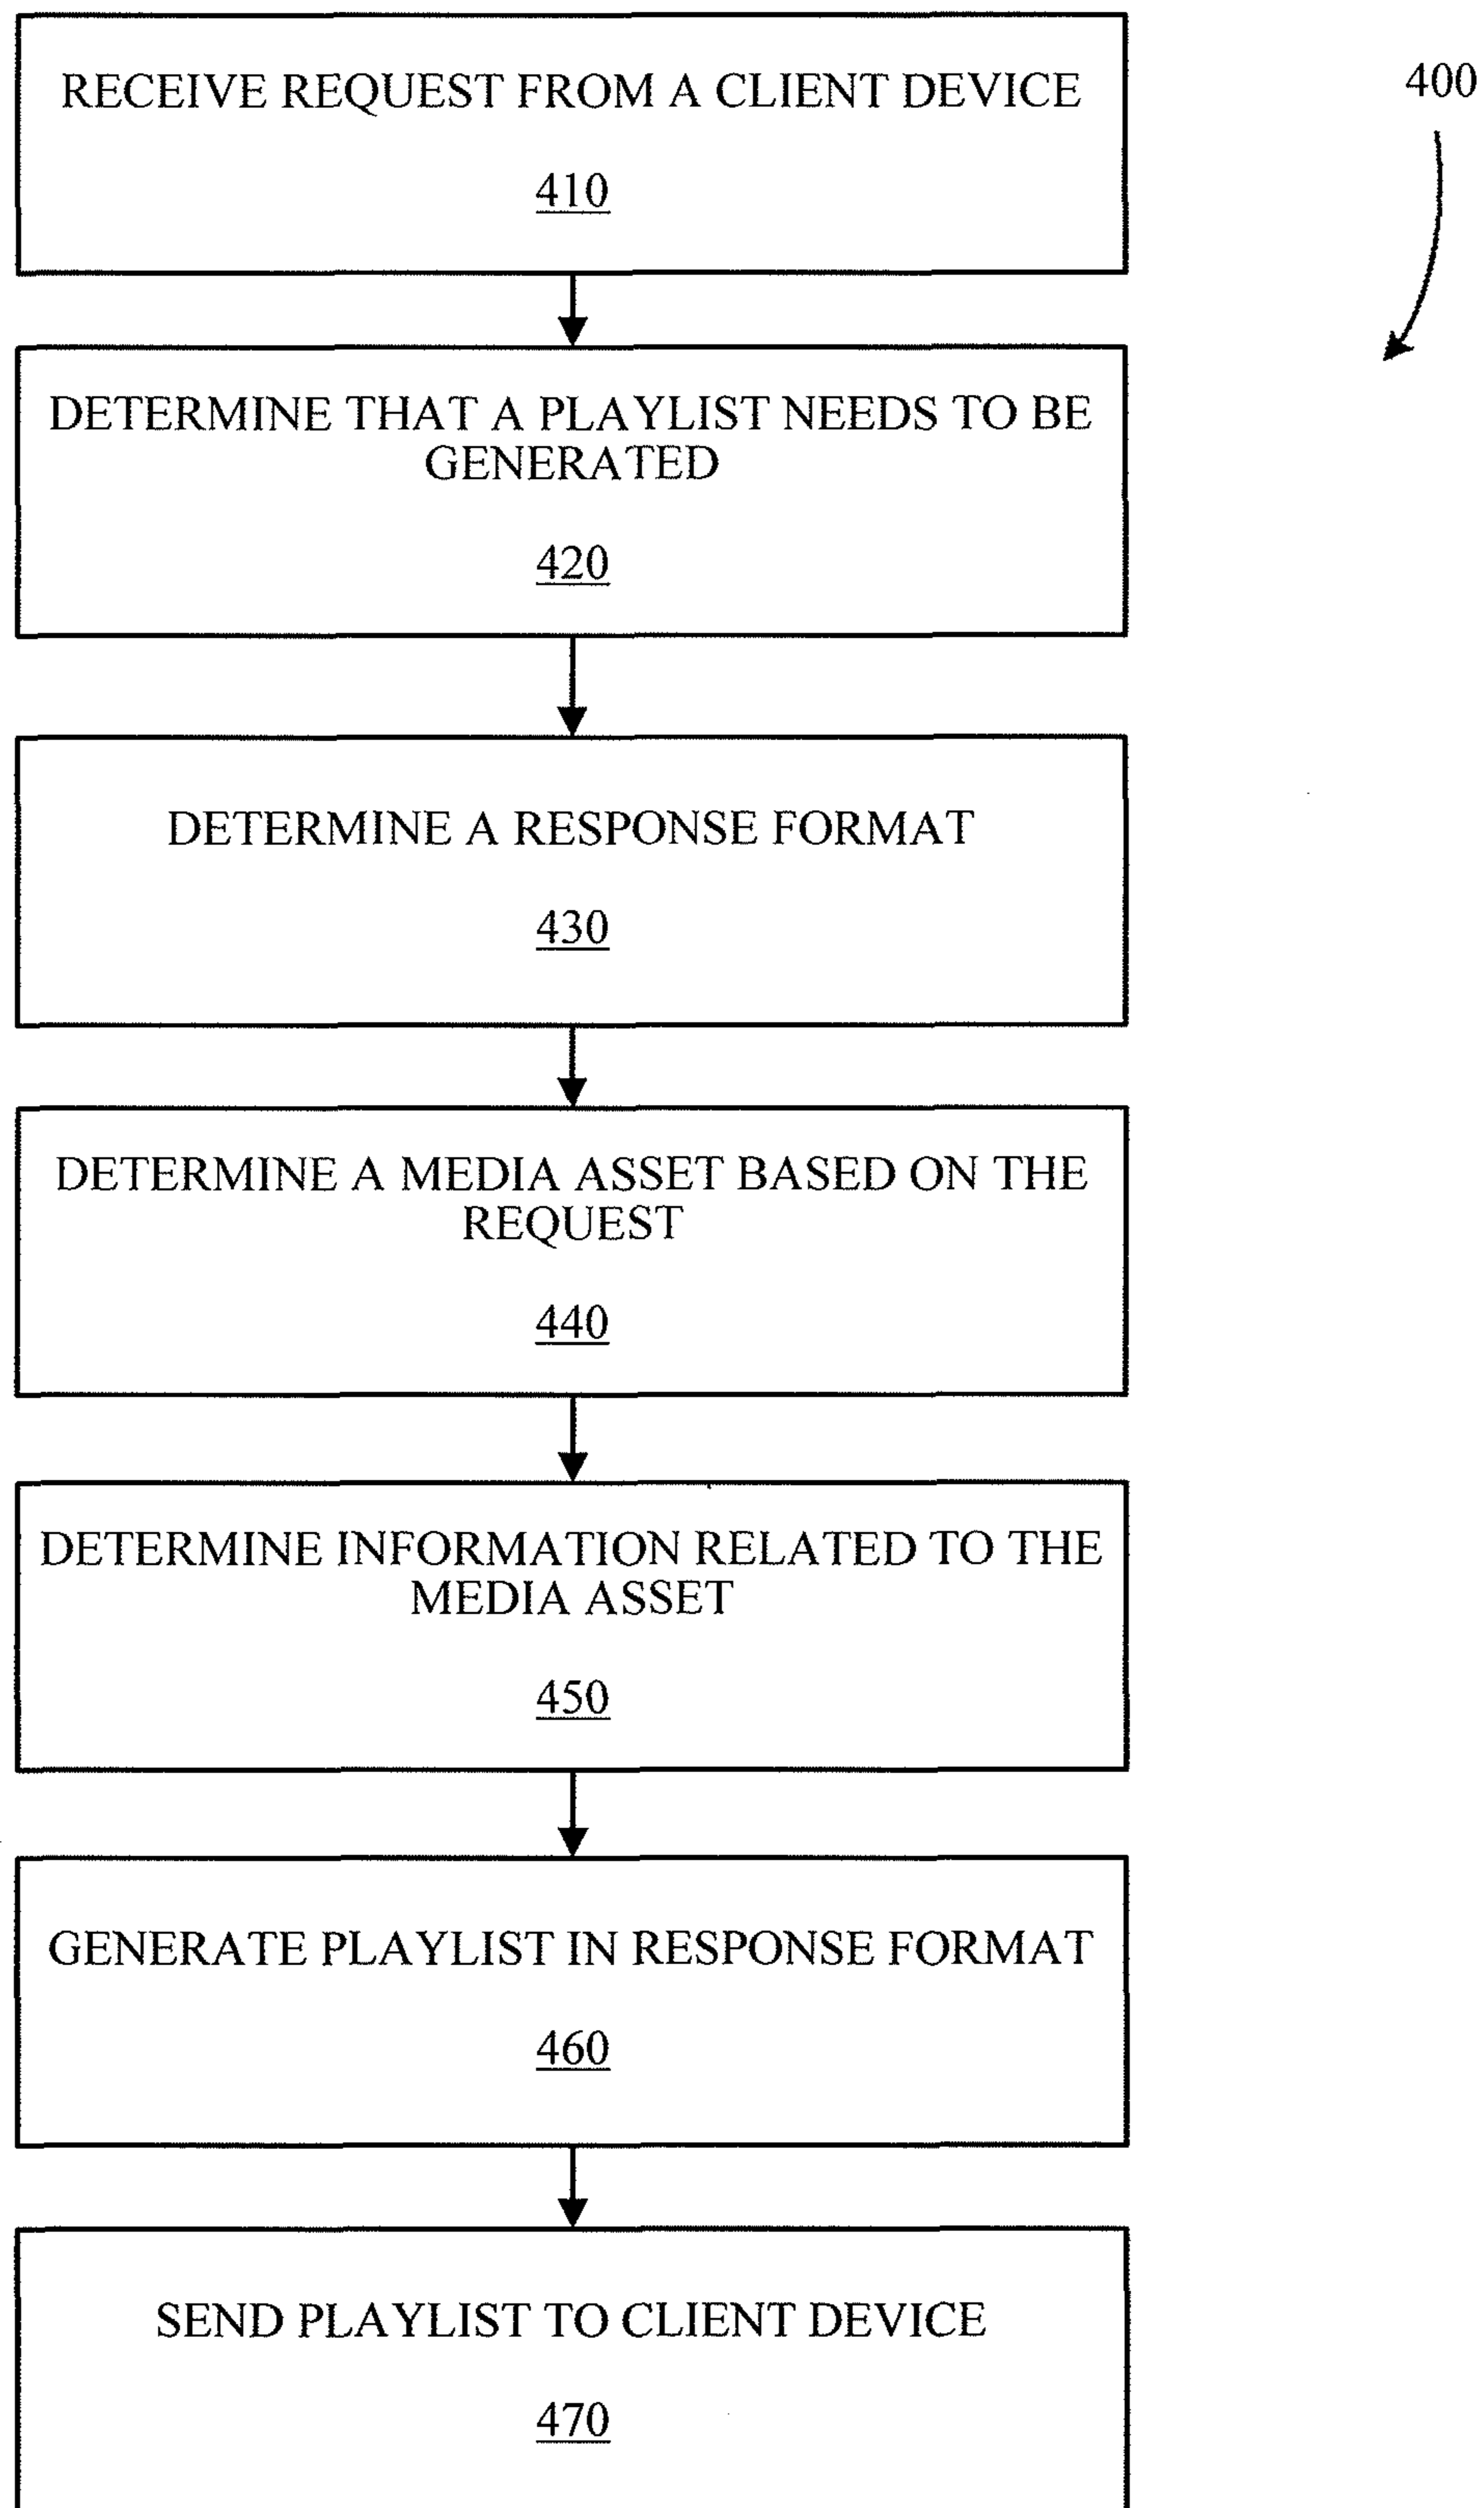 RECEIVE REQUEST FROM A CLIENT DEVICE
410
400
DETERMINE THAT A PLAYLIST NEEDS TO BE
GENERATED
420
DETERMINE A RESPONSE FORMAT
430
DETERMINE A MEDIA ASSET BASED ON THE
REQUEST
440
DETERMINE INFORMATION RELATED TO THE
MEDIA ASSET
450
GENERATE PLAYLIST IN RESPONSE FORMAT
460
SEND PLAYLIST TO CLIENT DEVICE
470